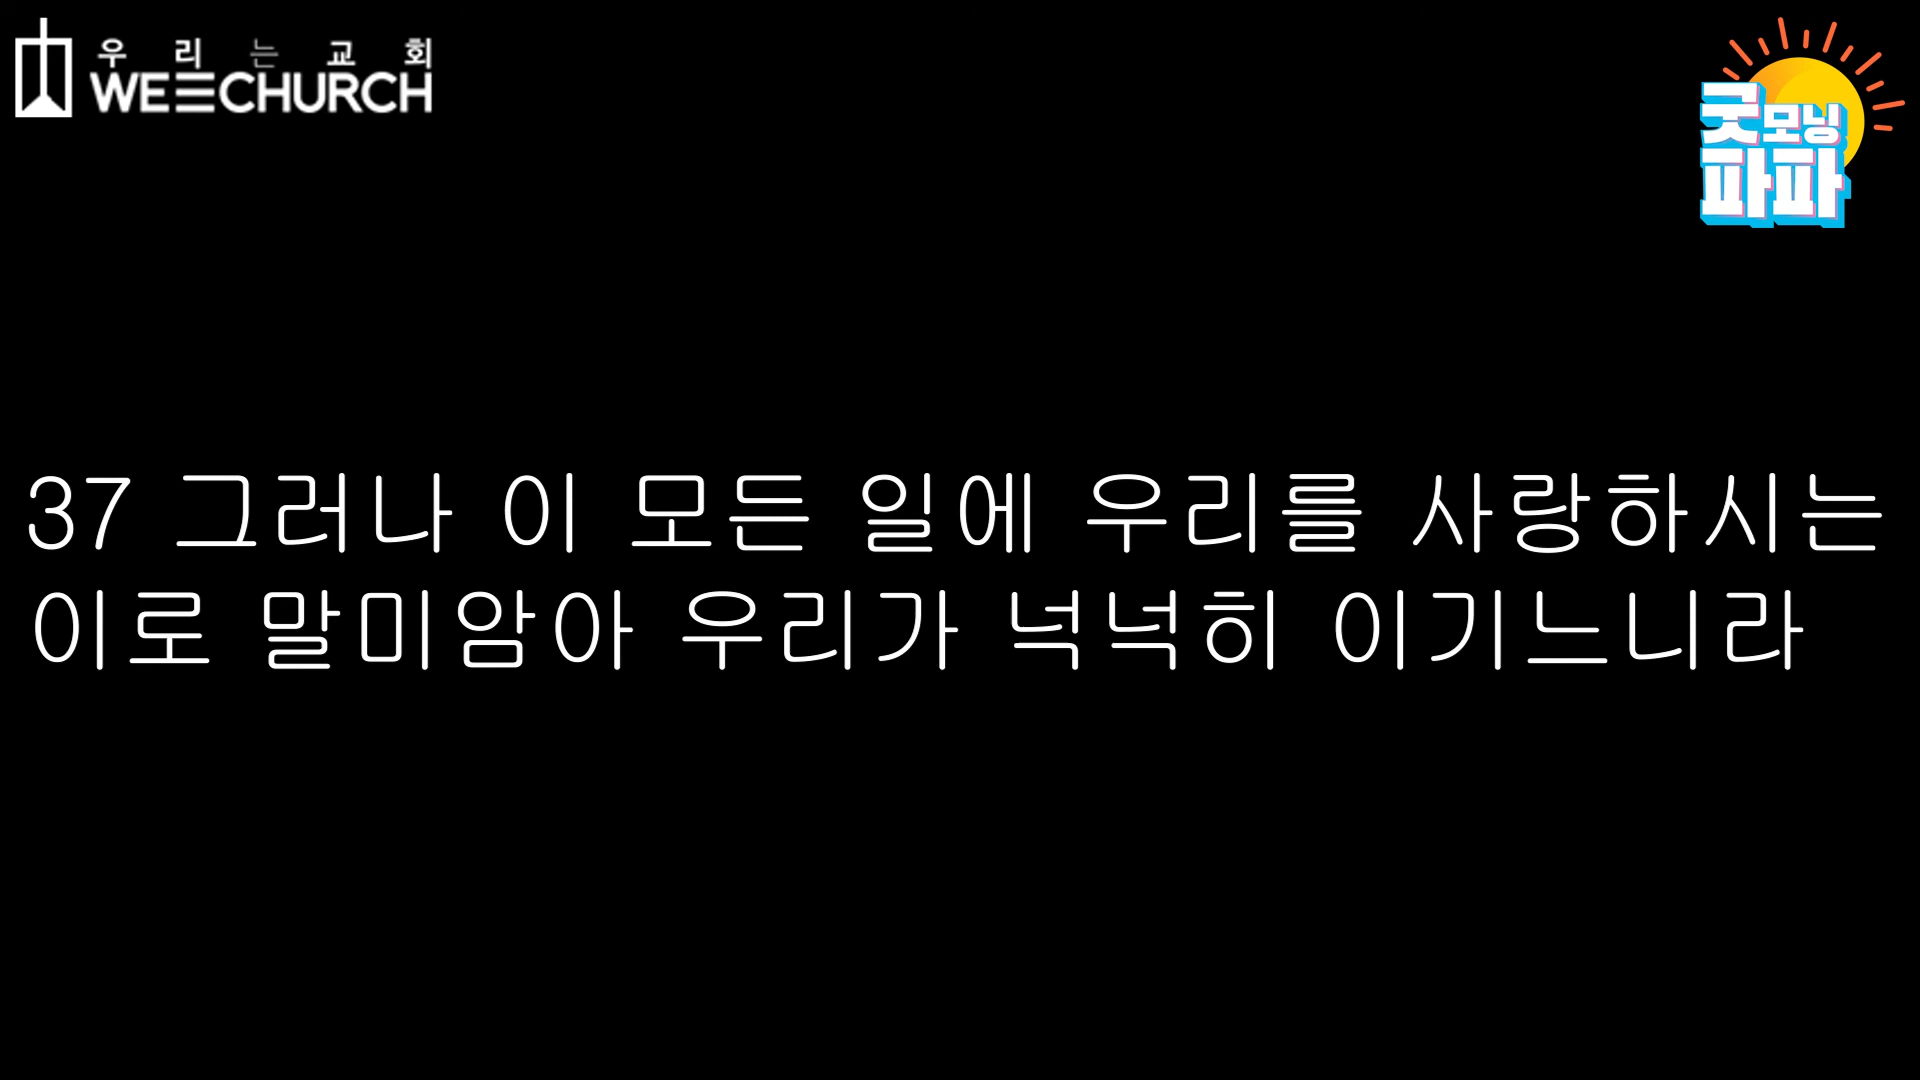 우리는교회
WECHURCH
굿모닝
파파
37 그러나 이 모든 일에 우리를 사랑하시는
이로 말미암아 우리가 넉넉히 이기느니라